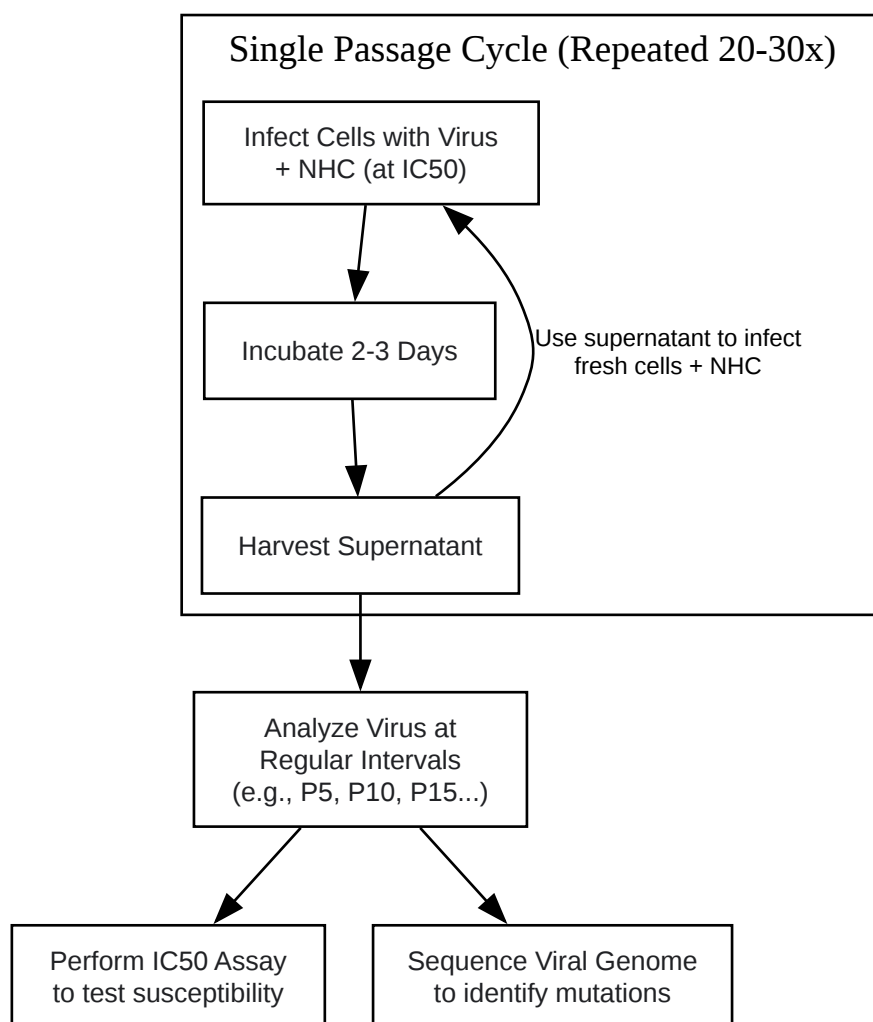 Single Passage Cycle (Repeated 20-30x)
Infect Cells with Virus
+ NHC (at IC50)
Incubate 2-3 Days
Use supernatant to infect
fresh cells + NHC
Harvest Supernatant
Analyze Virus at
Regular Intervals
(e.g., P5, P10, P15...)
Perform IC50 Assay
to test susceptibility
Sequence Viral Genome
to identify mutations